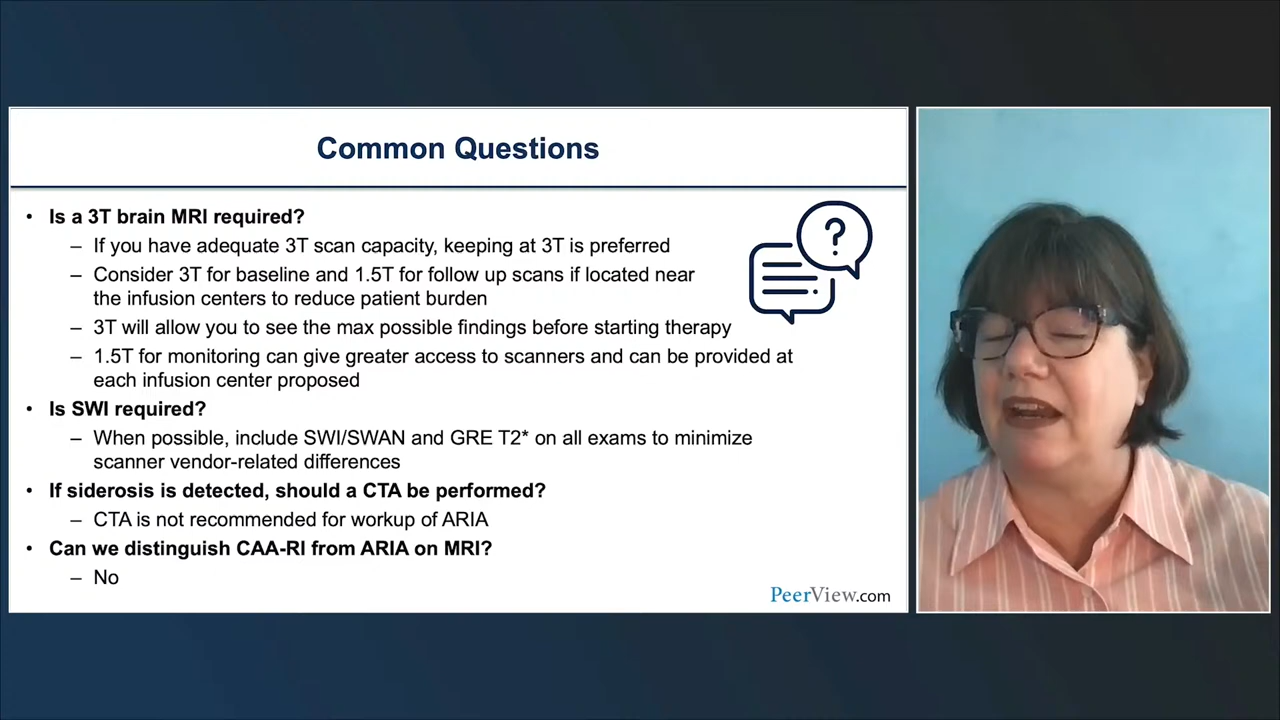 Common Questions
• Is a 3T brain MRI required?
– If you have adequate 3T scan capacity, keeping at 3T is preferred
– Consider 3T for baseline and 1.5T for follow up scans if located near
the infusion centers to reduce patient burden
– 3T will allow you to see the max possible findings before starting therapy
– 1.5T for monitoring can give greater access to scanners and can be provided at
each infusion center proposed
• Is SWI required?
– When possible, include SWI/SWAN and GRE T2* on all exams to minimize
scanner vendor-related differences
• If siderosis is detected, should a CTA be performed?
– CTA is not recommended for workup of ARIA
• Can we distinguish CAA-RI from ARIA on MRI?
– No
?
PeerView.com